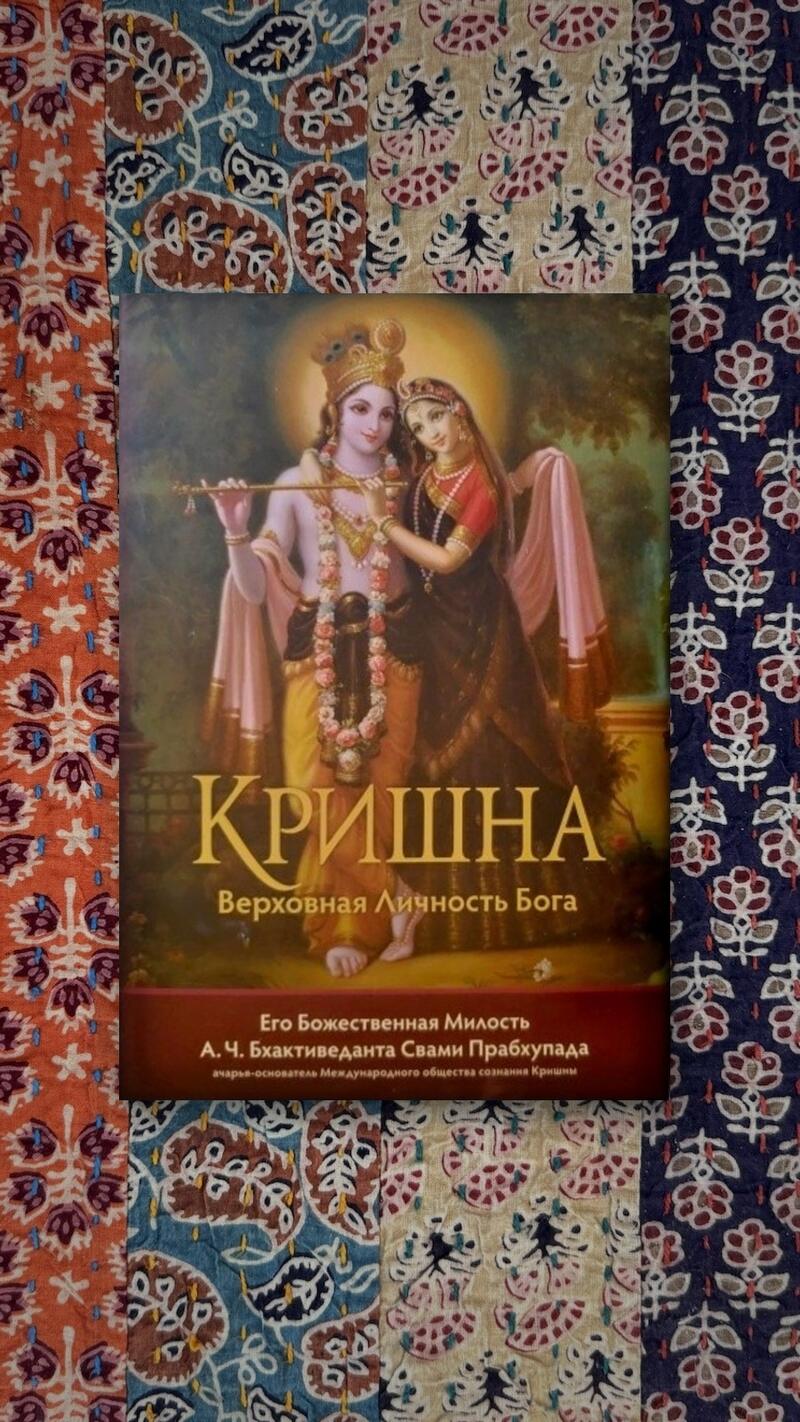 Кришна
Верховная Личность Бога
Его Божественная Милость
А. Ч. Бхактиведанта Свами Прабхупада
ачарья-основатель Международного общества сознания Кришны